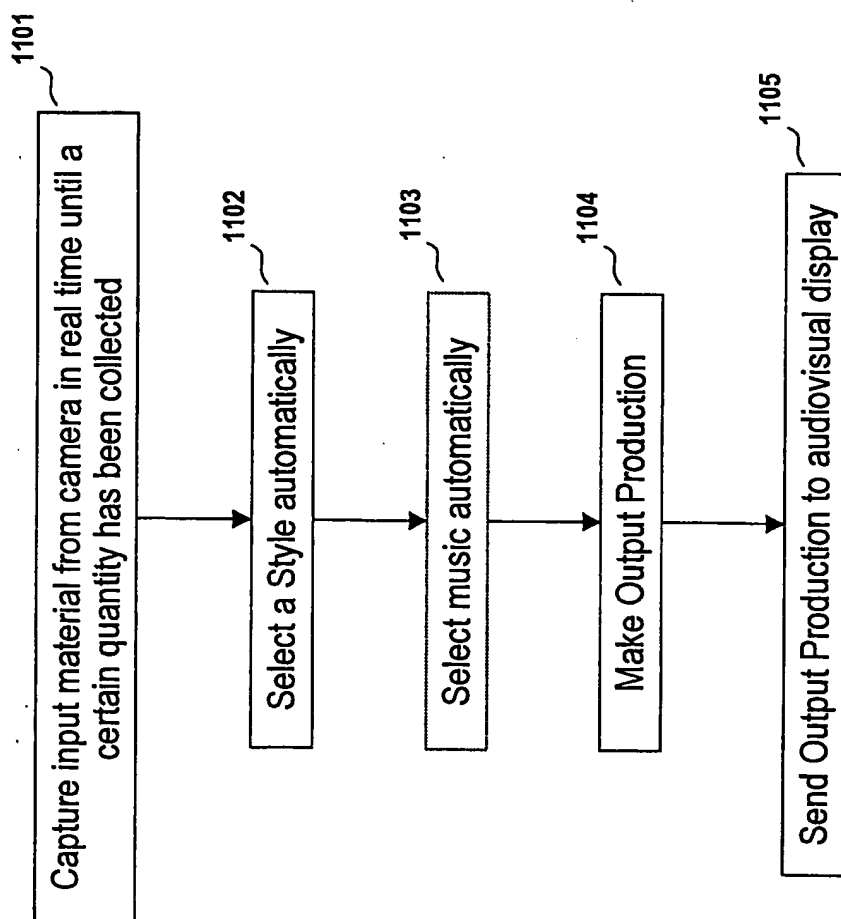 1101
Capture input material from camera in real time until a
certain quantity has been collected
1102
Select a Style automatically
1103
Select music automatically
1104
Make Output Production
1105
Send Output Production to audiovisual display